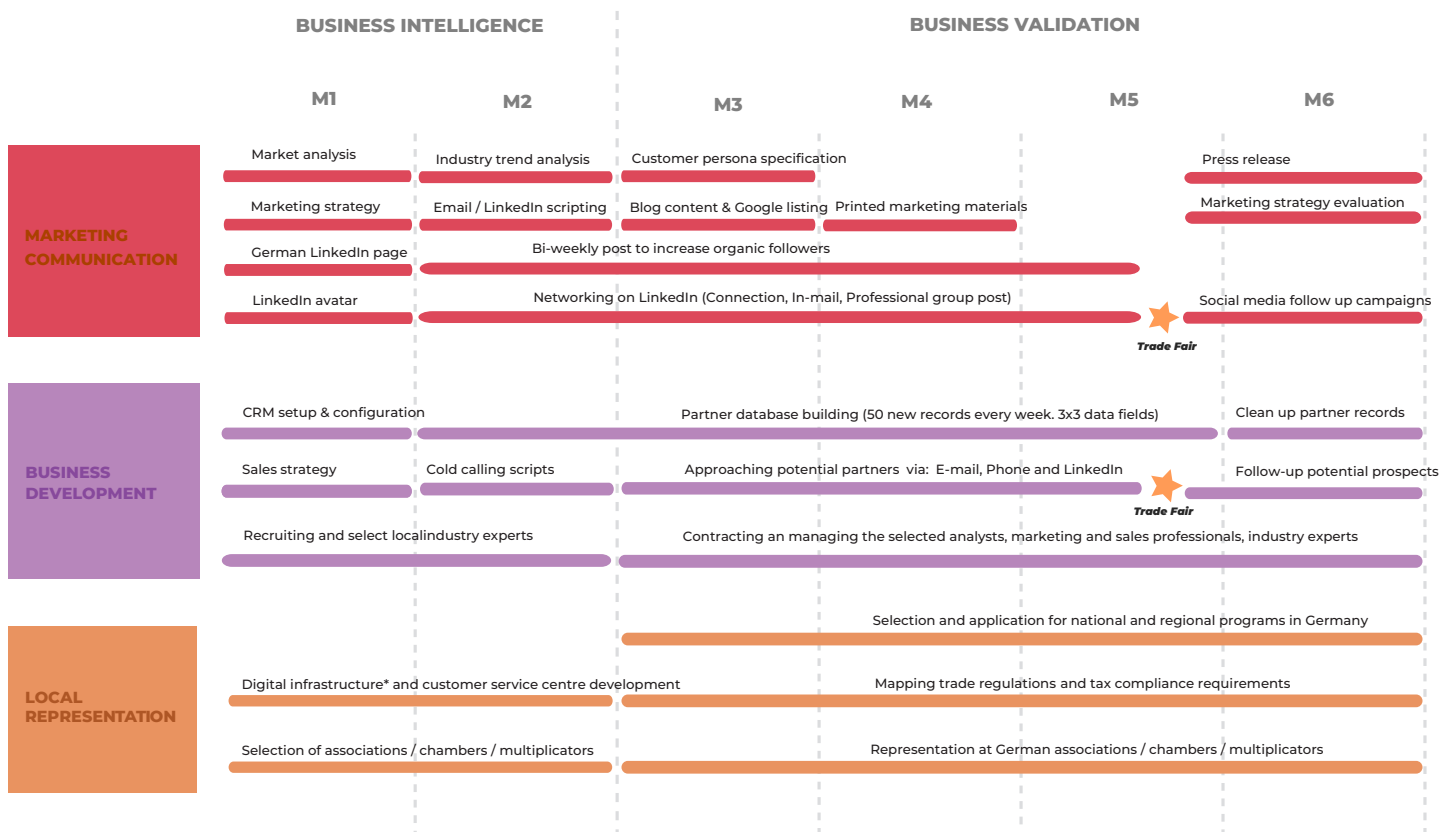 BUSINESS INTELLIGENCE
BUSINESS VALIDATION
M1
M2
M3
M4
M5
M6
MARKETING
COMMUNICATION
Market analysis
Industry trend analysis
Customer persona specification
Press release
Marketing strategy
Email / LinkedIn scripting
Blog content & Google listing
Printed marketing materials
Marketing strategy evaluation
German LinkedIn page
Bi-weekly post to increase organic followers
LinkedIn avatar
Networking on LinkedIn (Connection, In-mail, Professional group post)
Social media follow up campaigns
Trade Fair
BUSINESS
DEVELOPMENT
CRM setup & configuration
Partner database building (50 new records every week. 3x3 data fields)
Clean up partner records
Sales strategy
Cold calling scripts
Approaching potential partners via: E-mail, Phone and LinkedIn
Follow-up potential prospects
Trade Fair
Recruiting and select localindustry experts
Contracting an managing the selected analysts, marketing and sales professionals, industry experts
LOCAL
REPRESENTATION
Selection and application for national and regional programs in Germany
Digital infrastructure* and customer service centre development
Mapping trade regulations and tax compliance requirements
Selection of associations / chambers / multiplicators
Representation at German associations / chambers / multiplicators